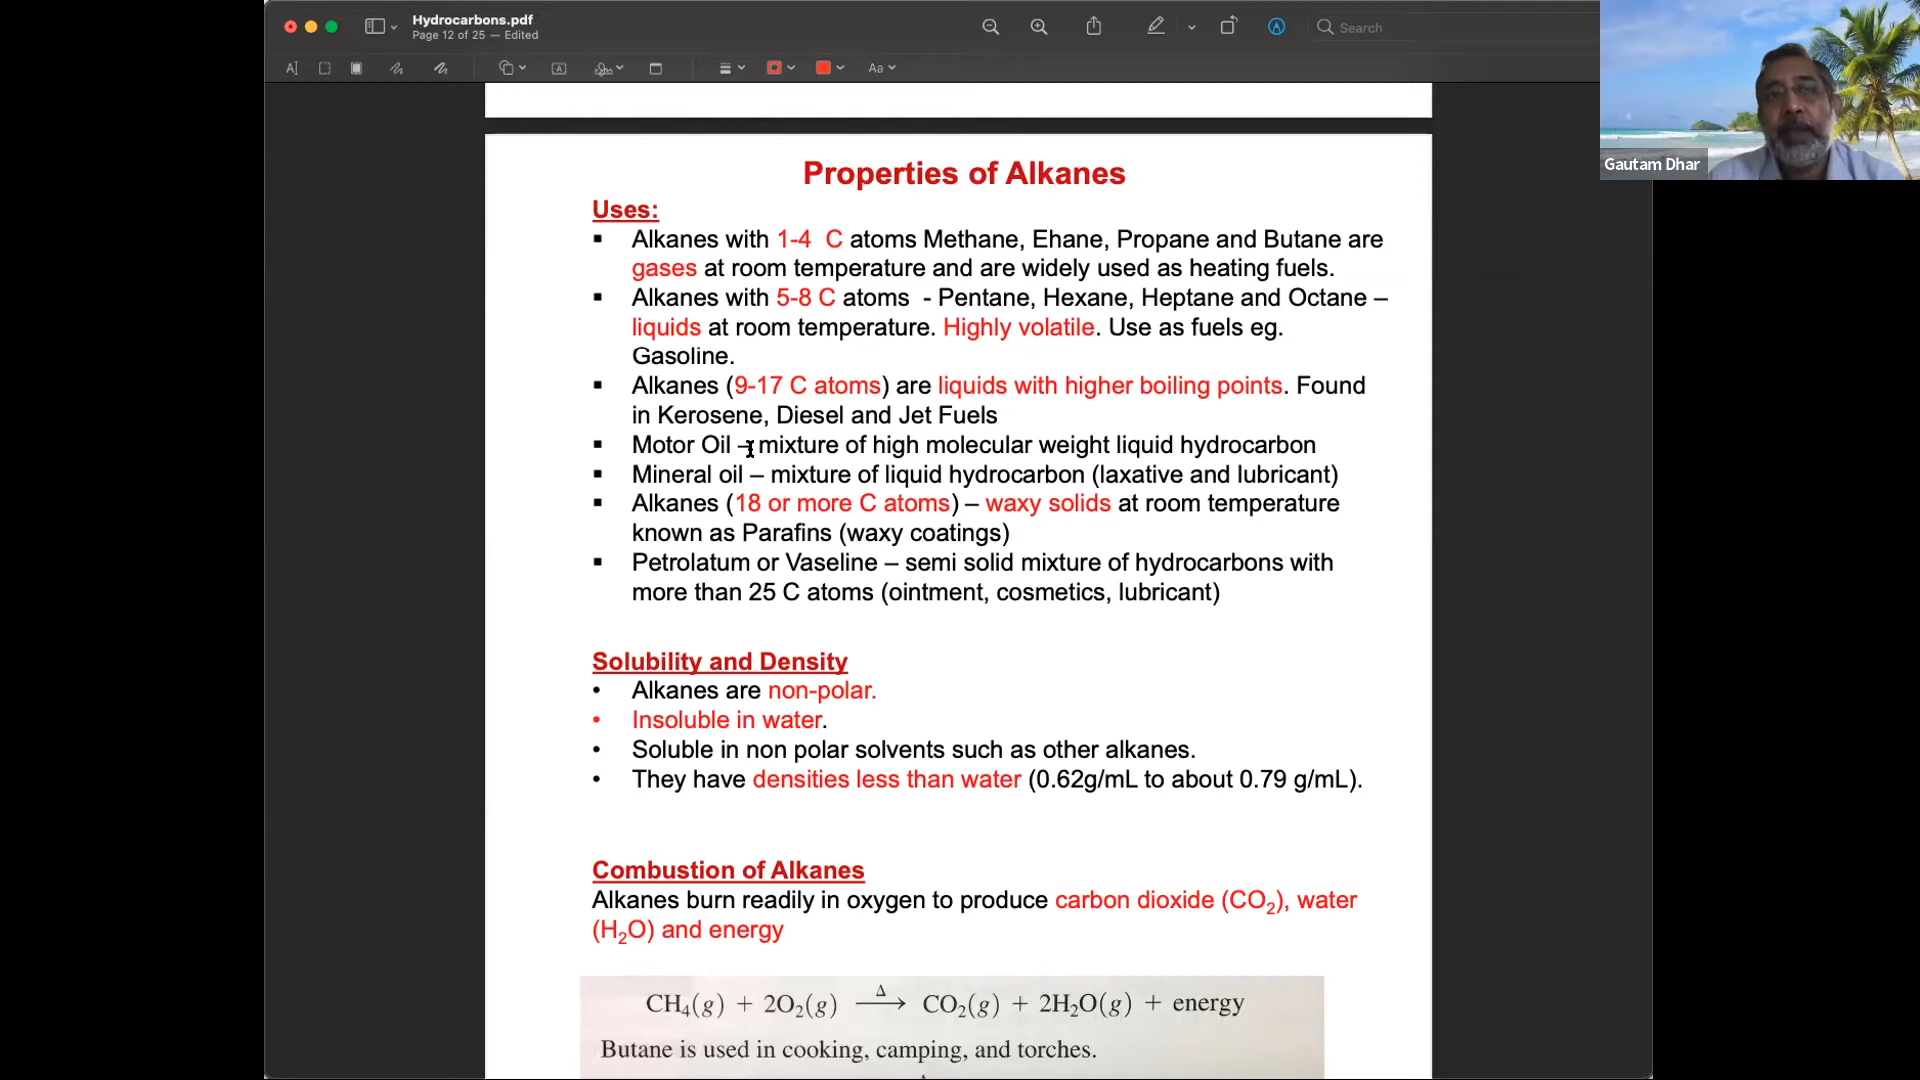 Hydrocarbons.pdf
Page 12 of 25 — Edited
Search
Aa
Gautam Dhar
Properties of Alkanes
Uses:
▪ Alkanes with 1-4 C atoms Methane, Ehane, Propane and Butane are
gases at room temperature and are widely used as heating fuels.
▪ Alkanes with 5-8 C atoms - Pentane, Hexane, Heptane and Octane –
liquids at room temperature. Highly volatile. Use as fuels eg.
Gasoline.
▪ Alkanes (9-17 C atoms) are liquids with higher boiling points. Found
in Kerosene, Diesel and Jet Fuels
▪ Motor Oil – mixture of high molecular weight liquid hydrocarbon
▪ Mineral oil – mixture of liquid hydrocarbon (laxative and lubricant)
▪ Alkanes (18 or more C atoms) – waxy solids at room temperature
known as Parafins (waxy coatings)
▪ Petrolatum or Vaseline – semi solid mixture of hydrocarbons with
more than 25 C atoms (ointment, cosmetics, lubricant)
Solubility and Density
• Alkanes are non-polar.
• Insoluble in water.
• Soluble in non polar solvents such as other alkanes.
• They have densities less than water (0.62g/mL to about 0.79 g/mL).
Combustion of Alkanes
Alkanes burn readily in oxygen to produce carbon dioxide (CO₂), water
(H₂O) and energy
Δ
CH₄(g) + 2O₂(g) ⟶ CO₂(g) + 2H₂O(g) + energy
Butane is used in cooking, camping, and torches.